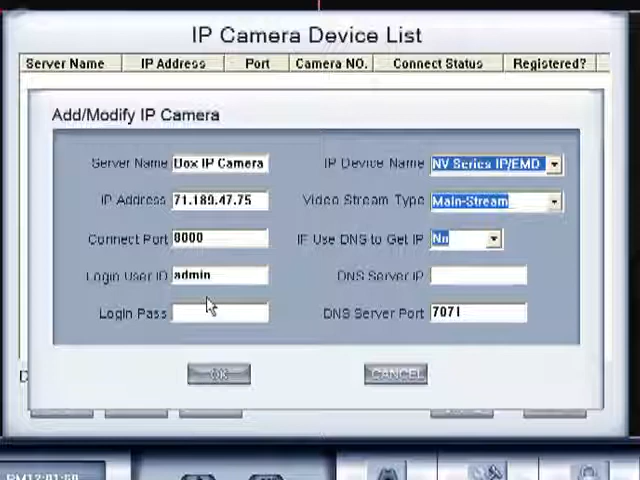 IP Camera Device List
Server Name IP Address Port Camera NO. Connect Status Registered?
Add/Modify IP Camera
Server Name Uox IP Camera IP Device Name NV Series IP/EMD
IP Address 71.189.47.75 Video Stream Type Main-Stream
Connect Port 8000 IF Use DNS to Get IP No
Login User ID admin DNS Server IP
Login Pass DNS Server Port 7071
OK CANCEL